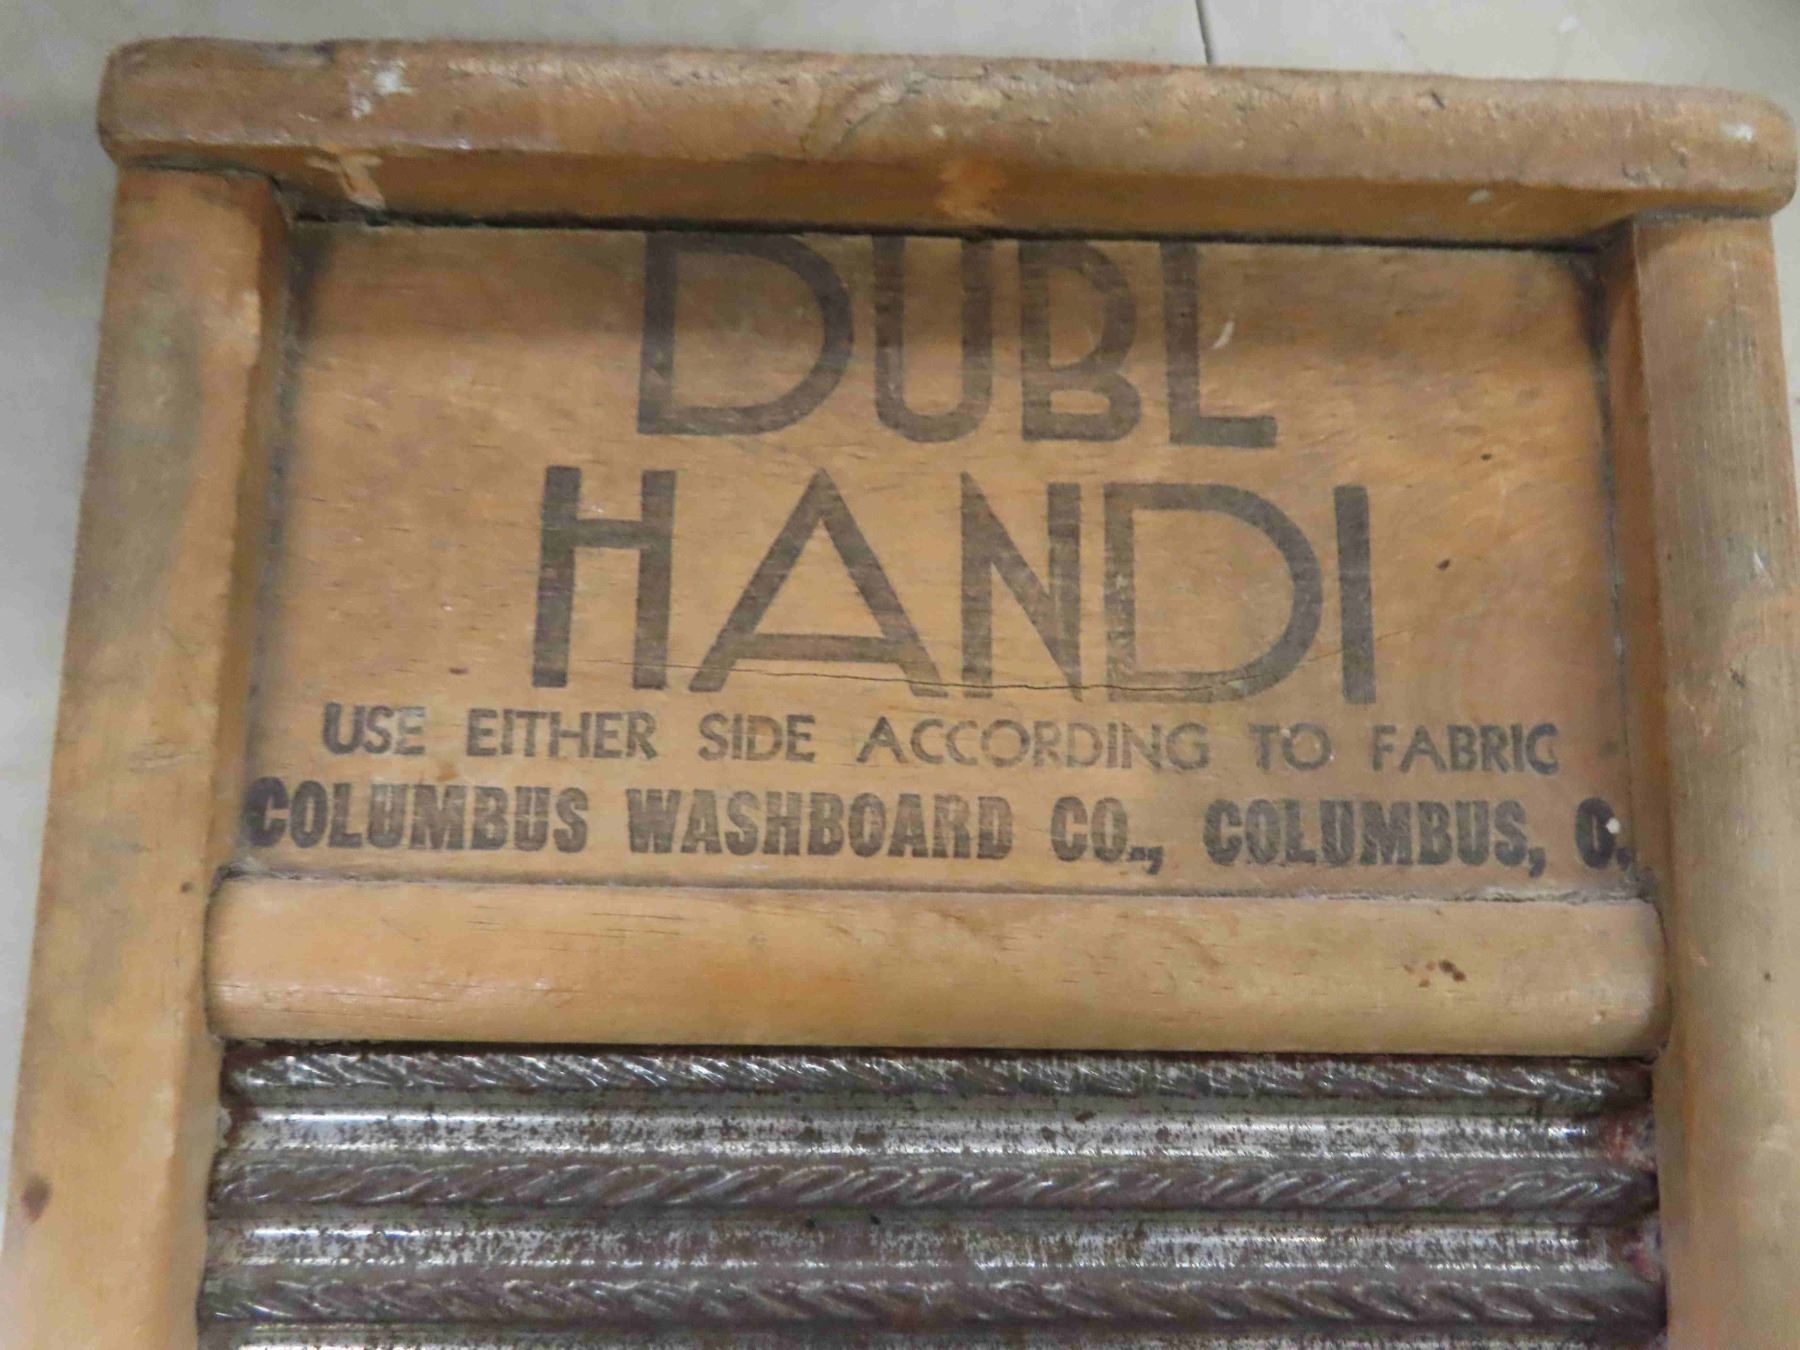 DUBL
HANDI
USE EITHER SIDE ACCORDING TO FABRIC
COLUMBUS WASHBOARD CO., COLUMBUS, O.